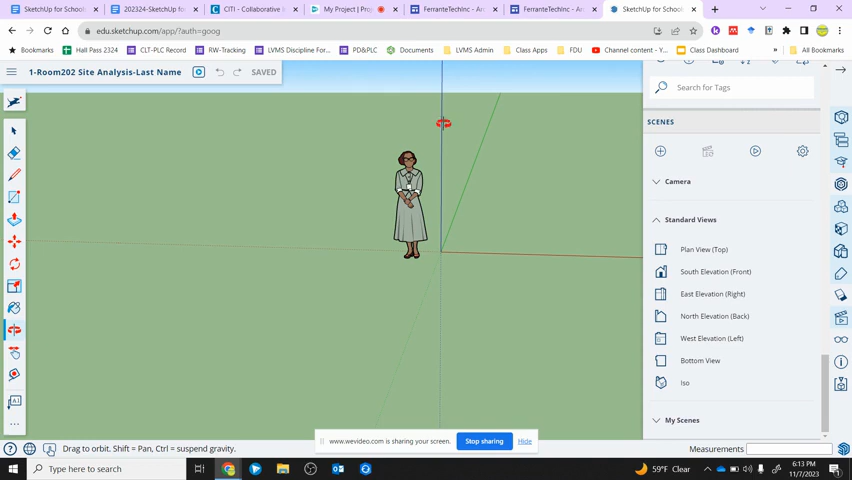 SketchUp for School:
202324-SketchUp for S
CITI - Collaborative I
My Project | Proj
FerranteTechInc - An
FerranteTechInc - An
SketchUp for Schools
edu.sketchup.com/app/?auth=goog
Bookmarks
Hall Pass 2324
CLT-PLC Record
RW-Tracking
LVMS Discipline For...
PD&PLC
Documents
LVMS Admin
Class Apps
FDU
Channel content - Y...
Class Meetings
All Bookmarks
1-Room202 Site Analysis-Last Name
SAVED
Search for Tags
SCENES
Camera
Standard Views
Plan View (Top)
South Elevation (Front)
East Elevation (Right)
North Elevation (Back)
West Elevation (Left)
Bottom View
Iso
My Scenes
www.wevideo.com is sharing your screen.
Stop sharing
Hide
Drag to orbit. Shift = Pan, Ctrl = suspend gravity.
Measurements
Type here to search
59°F Clear
6:13 PM
11/7/2023